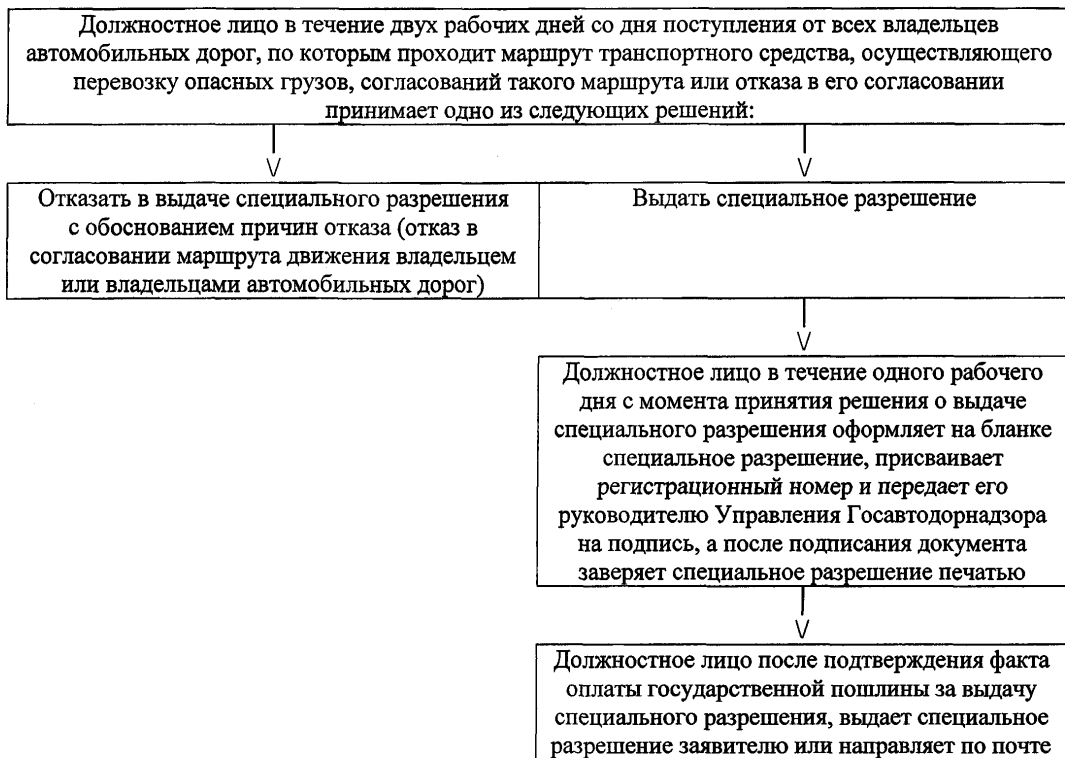 Должностное лицо в течение двух рабочих дней со дня поступления от всех владельцев
автомобильных дорог, по которым проходит маршрут транспортного средства, осуществляющего
перевозку опасных грузов, согласований такого маршрута или отказа в его согласовании
принимает одно из следующих решений:
Отказать в выдаче специального разрешения
с обоснованием причин отказа (отказ в
согласовании маршрута движения владельцем
или владельцами автомобильных дорог)
Выдать специальное разрешение
Должностное лицо в течение одного рабочего
дня с момента принятия решения о выдаче
специального разрешения оформляет на бланке
специальное разрешение, присваивает
регистрационный номер и передает его
руководителю Управления Госавтодорнадзора
на подпись, а после подписания документа
заверяет специальное разрешение печатью
Должностное лицо после подтверждения факта
оплаты государственной пошлины за выдачу
специального разрешения, выдает специальное
разрешение заявителю или направляет по почте